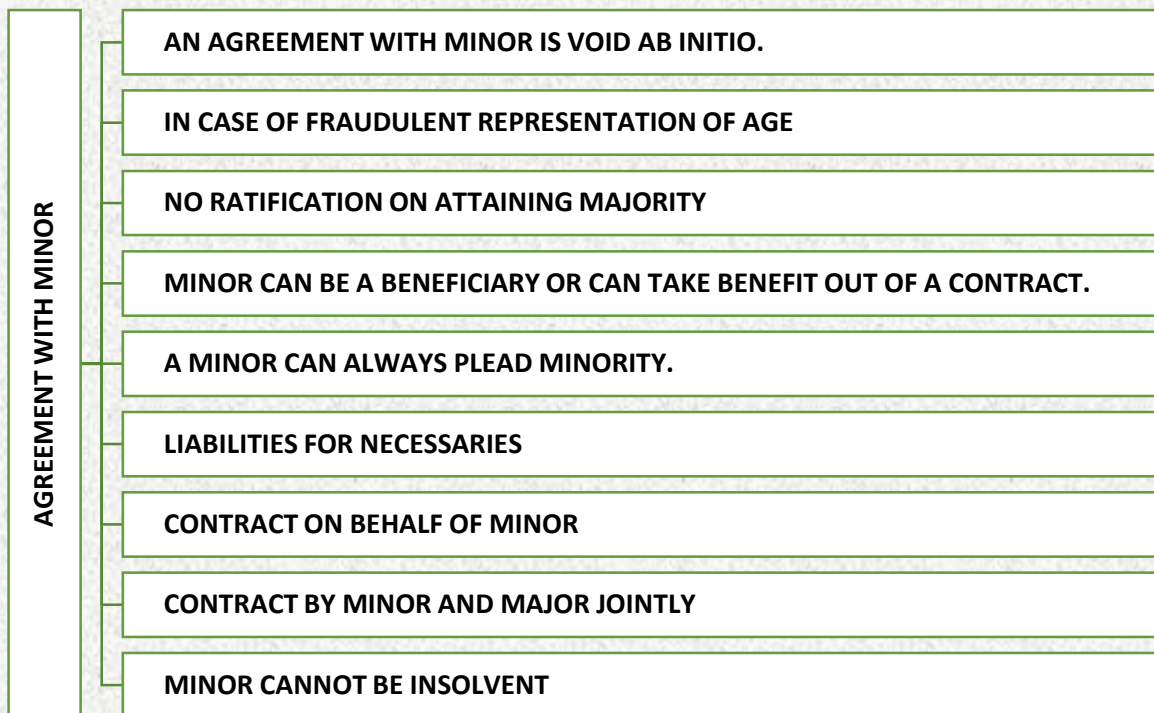 AGREEMENT WITH MINOR
AN AGREEMENT WITH MINOR IS VOID AB INITIO.
IN CASE OF FRAUDULENT REPRESENTATION OF AGE
NO RATIFICATION ON ATTAINING MAJORITY
MINOR CAN BE A BENEFICIARY OR CAN TAKE BENEFIT OUT OF A CONTRACT.
A MINOR CAN ALWAYS PLEAD MINORITY.
LIABILITIES FOR NECESSARIES
CONTRACT ON BEHALF OF MINOR
CONTRACT BY MINOR AND MAJOR JOINTLY
MINOR CANNOT BE INSOLVENT